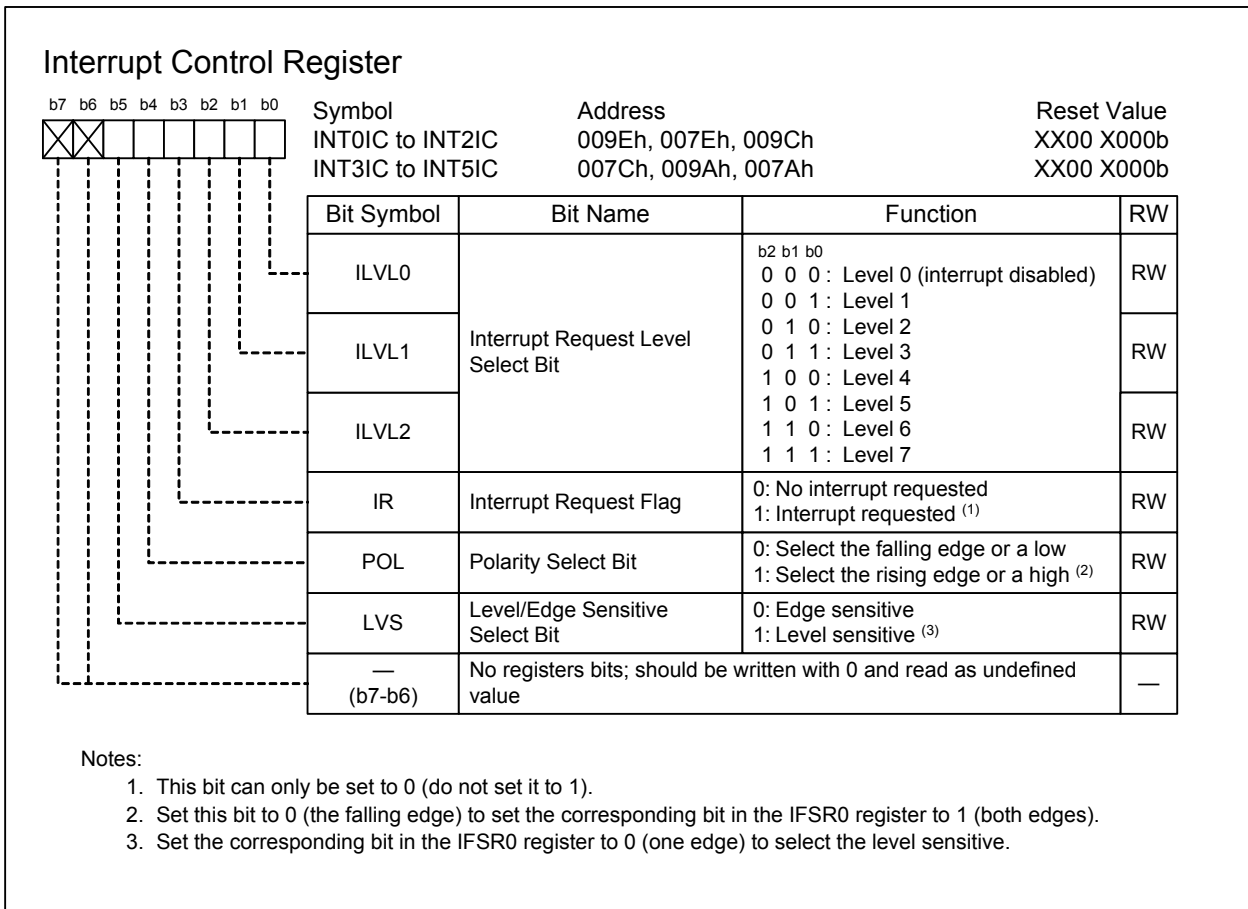 Interrupt Control Register
b7 b6 b5 b4 b3 b2 b1 b0
Symbol Address Reset Value
INT0IC to INT2IC 009Eh, 007Eh, 009Ch XX00 X000b
INT3IC to INT5IC 007Ch, 009Ah, 007Ah XX00 X000b
Bit Symbol Bit Name Function RW
ILVL0 RW
ILVL1 RW
ILVL2 RW
Interrupt Request Level
Select Bit
b2 b1 b0
0 0 0 : Level 0 (interrupt disabled)
0 0 1 : Level 1
0 1 0 : Level 2
0 1 1 : Level 3
1 0 0 : Level 4
1 0 1 : Level 5
1 1 0 : Level 6
1 1 1 : Level 7
IR Interrupt Request Flag 0: No interrupt requested RW
1: Interrupt requested (1)
POL Polarity Select Bit 0: Select the falling edge or a low RW
1: Select the rising edge or a high (2)
LVS Level/Edge Sensitive 0: Edge sensitive RW
Select Bit 1: Level sensitive (3)
— No registers bits; should be written with 0 and read as undefined —
(b7-b6) value
Notes:
1. This bit can only be set to 0 (do not set it to 1).
2. Set this bit to 0 (the falling edge) to set the corresponding bit in the IFSR0 register to 1 (both edges).
3. Set the corresponding bit in the IFSR0 register to 0 (one edge) to select the level sensitive.